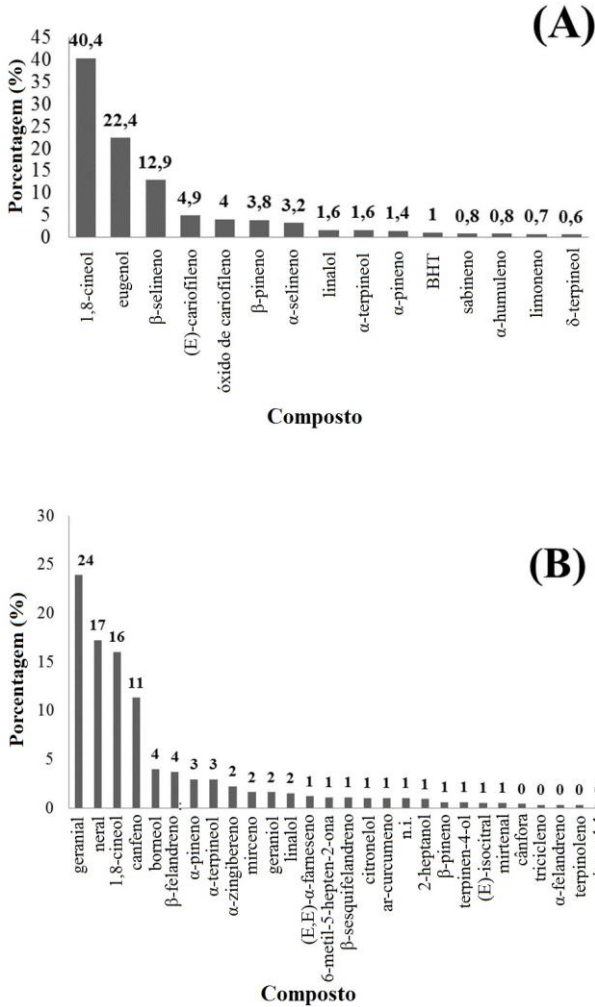 (A)
Porcentagem (%)
45
40
35
30
25
20
15
10
5
0
40,4
22,4
12,9
4,9
4
3,8
3,2
1,6
1,6
1,4
1
0,8
0,8
0,7
0,6
1,8-cineol
eugenol
β-selineno
(E)-cariofileno
óxido de cariofileno
β-pineno
α-selineno
linalol
α-terpineol
α-pineno
BHT
sabineno
α-humuleno
limoneno
δ-terpineol
Composto
(B)
Porcentagem (%)
30
25
20
15
10
5
0
24
17
16
11
4
4
3
3
2
2
2
2
1
1
1
1
1
1
1
1
1
1
1
0
0
0
0
geranial
neral
1,8-cineol
canfeno
borneol
β-felandreno
α-pineno
α-terpineol
α-zingibereno
mirceno
geraniol
linalol
(E,E)-α-farneseno
6-metil-5-hepten-2-ona
β-sesquifelandreno
citronelol
ar-curcumeno
n.i.
2-heptanol
β-pineno
terpinen-4-ol
(E)-isocitral
mirtenal
cânfora
tricicleno
α-felandreno
terpinoleno
Composto